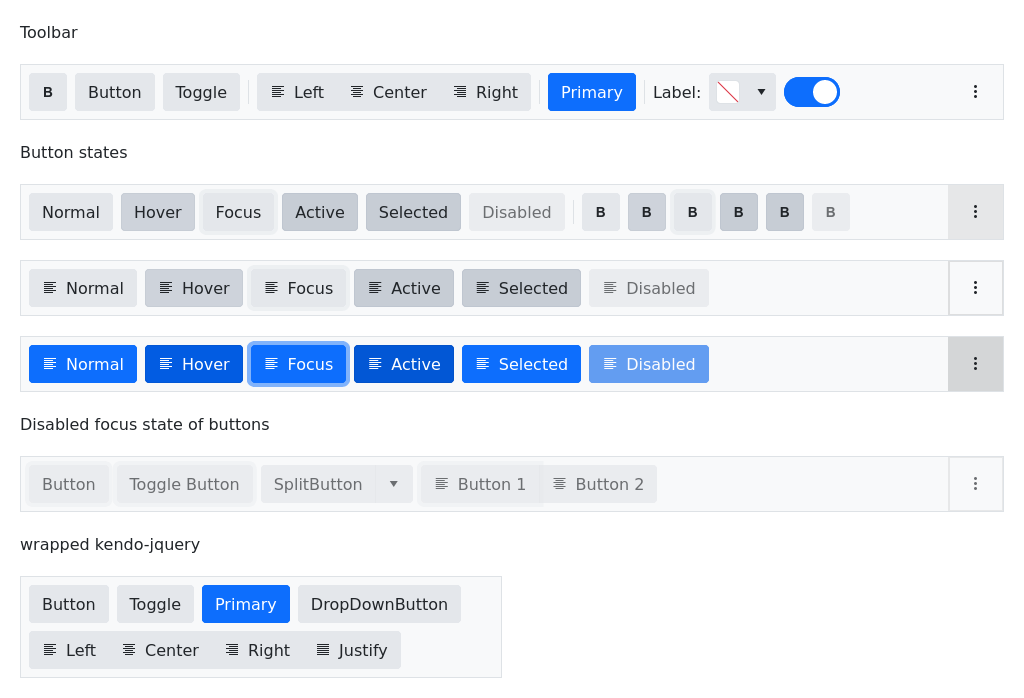 Toolbar
B Button Toggle Left Center Right Primary Label:
Button states
Normal Hover Focus Active Selected Disabled B B B B B B
Normal Hover Focus Active Selected Disabled
Normal Hover Focus Active Selected Disabled
Disabled focus state of buttons
Button Toggle Button SplitButton Button 1 Button 2
wrapped kendo-jquery
Button Toggle Primary DropDownButton
Left Center Right Justify